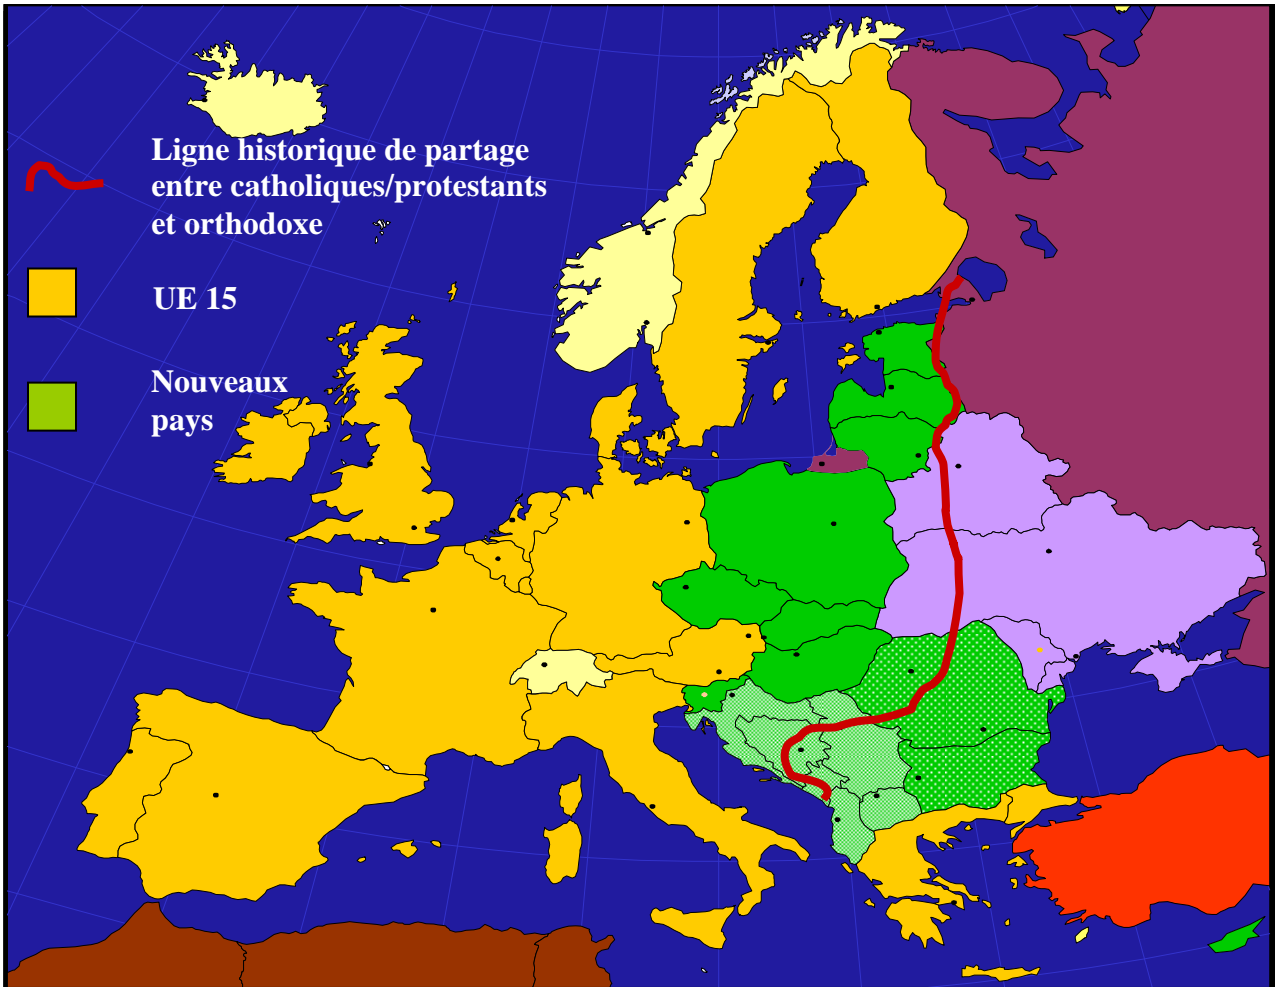 Ligne historique de partage
entre catholiques/protestants
et orthodoxe
UE 15
Nouveaux
pays